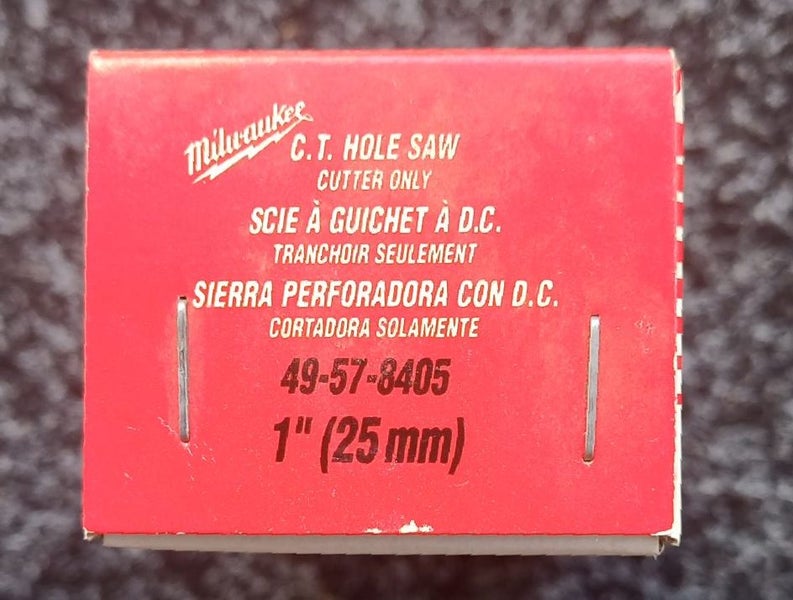 Milwaukee
C.T. HOLE SAW
CUTTER ONLY
SCIE À GUICHET À D.C.
TRANCHOIR SEULEMENT
SIERRA PERFORADORA CON D.C.
CORTADORA SOLAMENTE
49-57-8405
1" (25 mm)